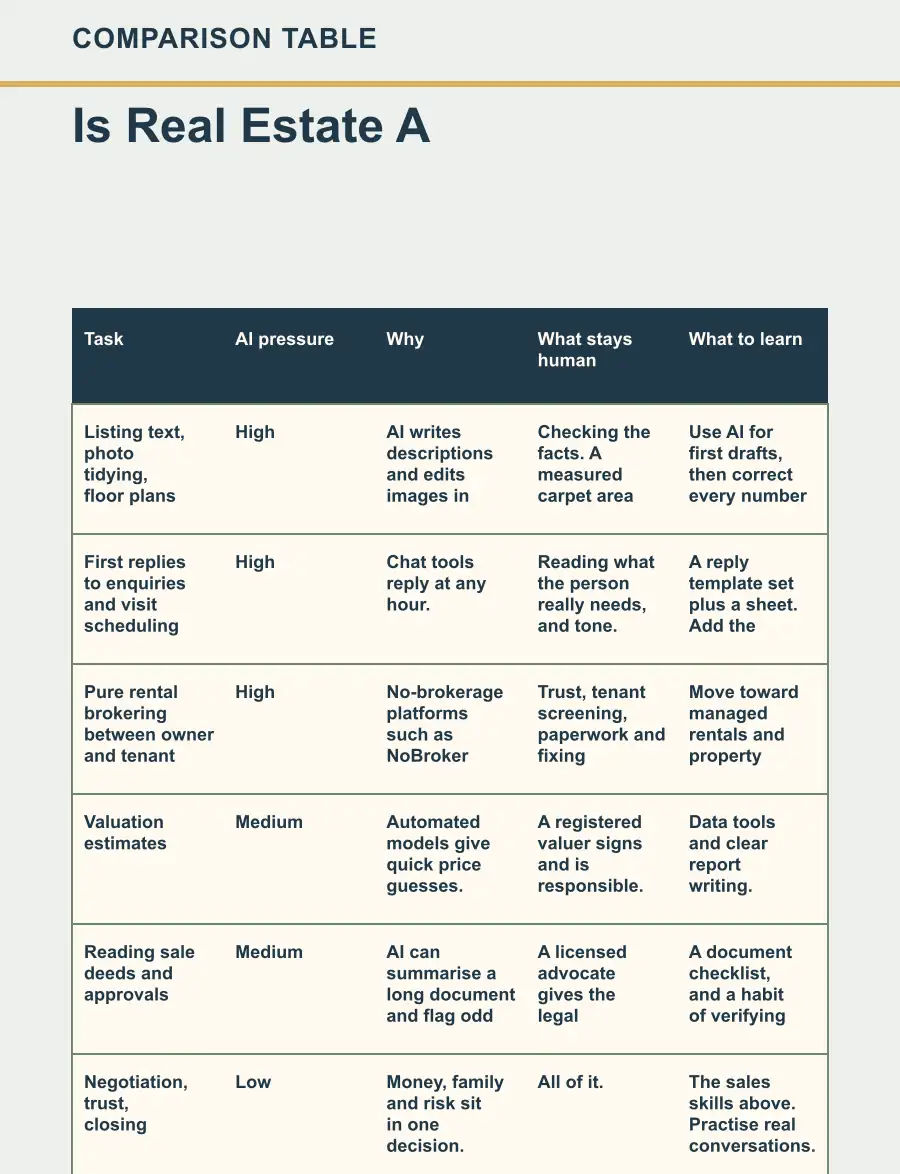 COMPARISON TABLE
Is Real Estate A
Task
AI pressure
Why
What stays
human
What to learn
Listing text,
photo
tidying,
floor plans
High
AI writes
descriptions
and edits
images in
Checking the
facts. A
measured
carpet area
Use AI for
first drafts,
then correct
every number
First replies
to enquiries
and visit
scheduling
High
Chat tools
reply at any
hour.
Reading what
the person
really needs,
and tone.
A reply
template set
plus a sheet.
Add the
Pure rental
brokering
between owner
and tenant
High
No-brokerage
platforms
such as
NoBroker
Trust, tenant
screening,
paperwork and
fixing
Move toward
managed
rentals and
property
Valuation
estimates
Medium
Automated
models give
quick price
guesses.
A registered
valuer signs
and is
responsible.
Data tools
and clear
report
writing.
Reading sale
deeds and
approvals
Medium
AI can
summarise a
long document
and flag odd
A licensed
advocate
gives the
legal
A document
checklist,
and a habit
of verifying
Negotiation,
trust,
closing
Low
Money, family
and risk sit
in one
decision.
All of it.
The sales
skills above.
Practise real
conversations.